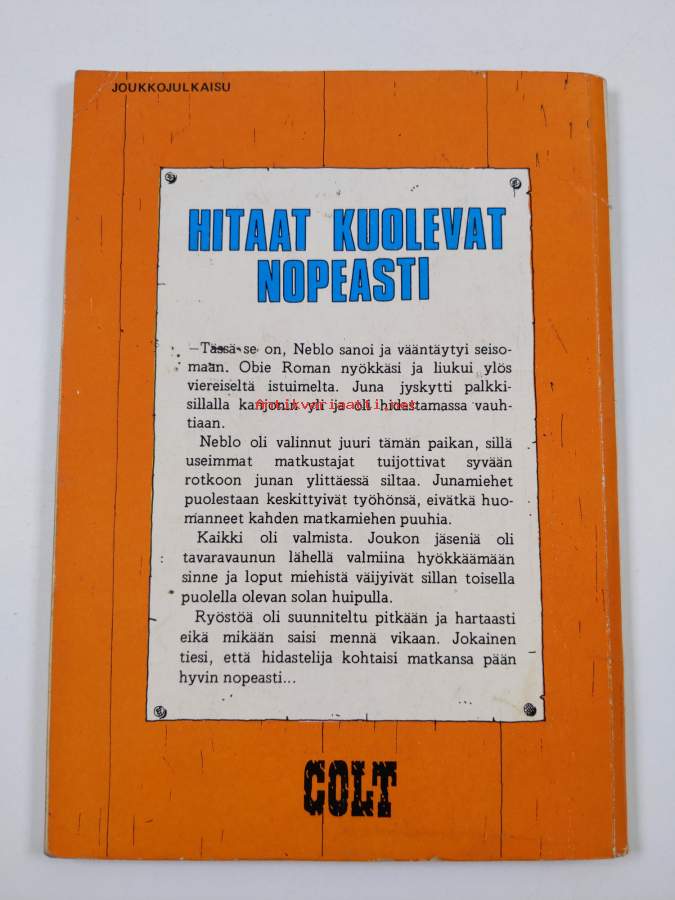 JOUKKOJULKAISU
HITAAT KUOLEVAT
NOPEASTI
—Tässä se on, Neblo sanoi ja vääntäytyi seiso-
maan. Obie Roman nyökkäsi ja liukui ylös
viereiseltä istuimelta. Juna jyskytti palkki-
sillalla kanjonin yli ja oli hidastamassa vauh-
tiaan.
Antikvariaatti.net
Neblo oli valinnut juuri tämän paikan, sillä
useimmat matkustajat tuijottivat syvään
rotkoon junan ylittäessä siltaa. Junamiehet
puolestaan keskittyivät työhönsä, eivätkä huo-
manneet kahden matkamiehen puuhia.
Kaikki oli valmista. Joukon jäseniä oli
tavaravaunun lähellä valmiina hyökkäämään
sinne ja loput miehistä väijyivät sillan toisella
puolella olevan solan huipulla.
Ryöstöä oli suunniteltu pitkään ja hartaasti
eikä mikään saisi mennä vikaan. Jokainen
tiesi, että hidastelija kohtaisi matkansa pään
hyvin nopeasti...
COLT